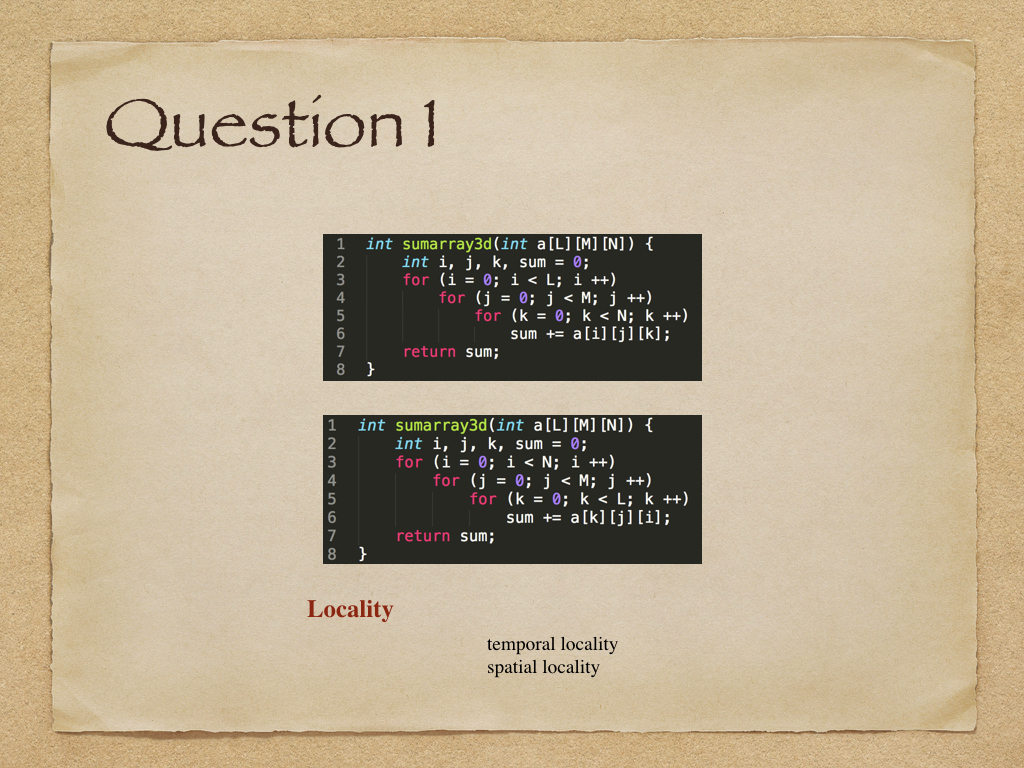 Question 1
1 int sumarray3d(int a[L][M][N]) {
2 int i, j, k, sum = 0;
3 for (i = 0; i < L; i ++)
4 for (j = 0; j < M; j ++)
5 for (k = 0; k < N; k ++)
6 sum += a[i][j][k];
7 return sum;
8 }
1 int sumarray3d(int a[L][M][N]) {
2 int i, j, k, sum = 0;
3 for (i = 0; i < N; i ++)
4 for (j = 0; j < M; j ++)
5 for (k = 0; k < L; k ++)
6 sum += a[k][j][i];
7 return sum;
8 }
Locality
temporal locality
spatial locality